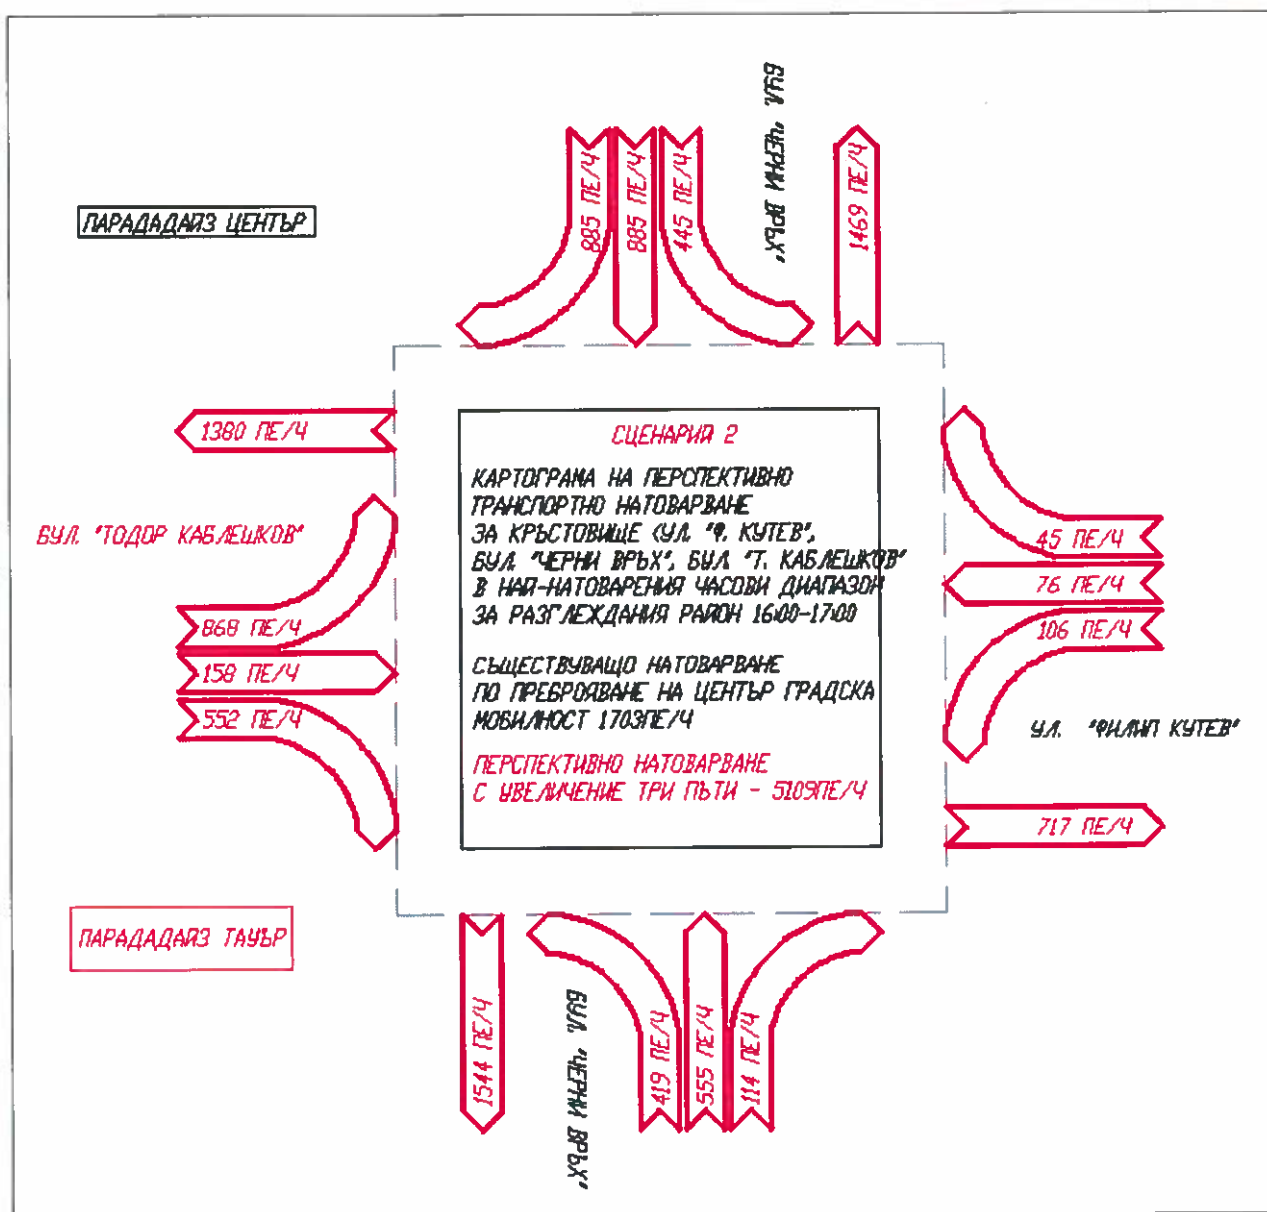 БУЛ. "ЧЕРНИ ВРЪХ"
885 ПЕ/Ч
885 ПЕ/Ч
445 ПЕ/Ч
1469 ПЕ/Ч
ПАРАДАДАЙЗ ЦЕНТЪР
1380 ПЕ/Ч
БУЛ. "ТОДОР КАБЛЕШКОВ"
868 ПЕ/Ч
158 ПЕ/Ч
552 ПЕ/Ч
СЦЕНАРИЙ 2
КАРТОГРАМА НА ПЕРСПЕКТИВНО
ТРАНСПОРТНО НАТОВАРВАНЕ
ЗА КРЪСТОВИЩЕ (УЛ. "Ф. КУТЕВ",
БУЛ. "ЧЕРНИ ВРЪХ", БУЛ. "Т. КАБЛЕШКОВ"
В НАЙ-НАТОВАРЕНИЯ ЧАСОВИ ДИАПАЗОН
ЗА РАЗГЛЕЖДАНИЯ РАЙОН 16:00-17:00
СЪЩЕСТВУВАЩО НАТОВАРВАНЕ
ПО ПРЕБРОЯВАНЕ НА ЦЕНТЪР ГРАДСКА
МОБИЛНОСТ 1703ПЕ/Ч
ПЕРСПЕКТИВНО НАТОВАРВАНЕ
С УВЕЛИЧЕНИЕ ТРИ ПЪТИ - 5109ПЕ/Ч
45 ПЕ/Ч
76 ПЕ/Ч
106 ПЕ/Ч
УЛ. "ФИЛИП КУТЕВ"
717 ПЕ/Ч
ПАРАДАДАЙЗ ТАУЪР
1544 ПЕ/Ч
БУЛ. "ЧЕРНИ ВРЪХ"
419 ПЕ/Ч
555 ПЕ/Ч
114 ПЕ/Ч